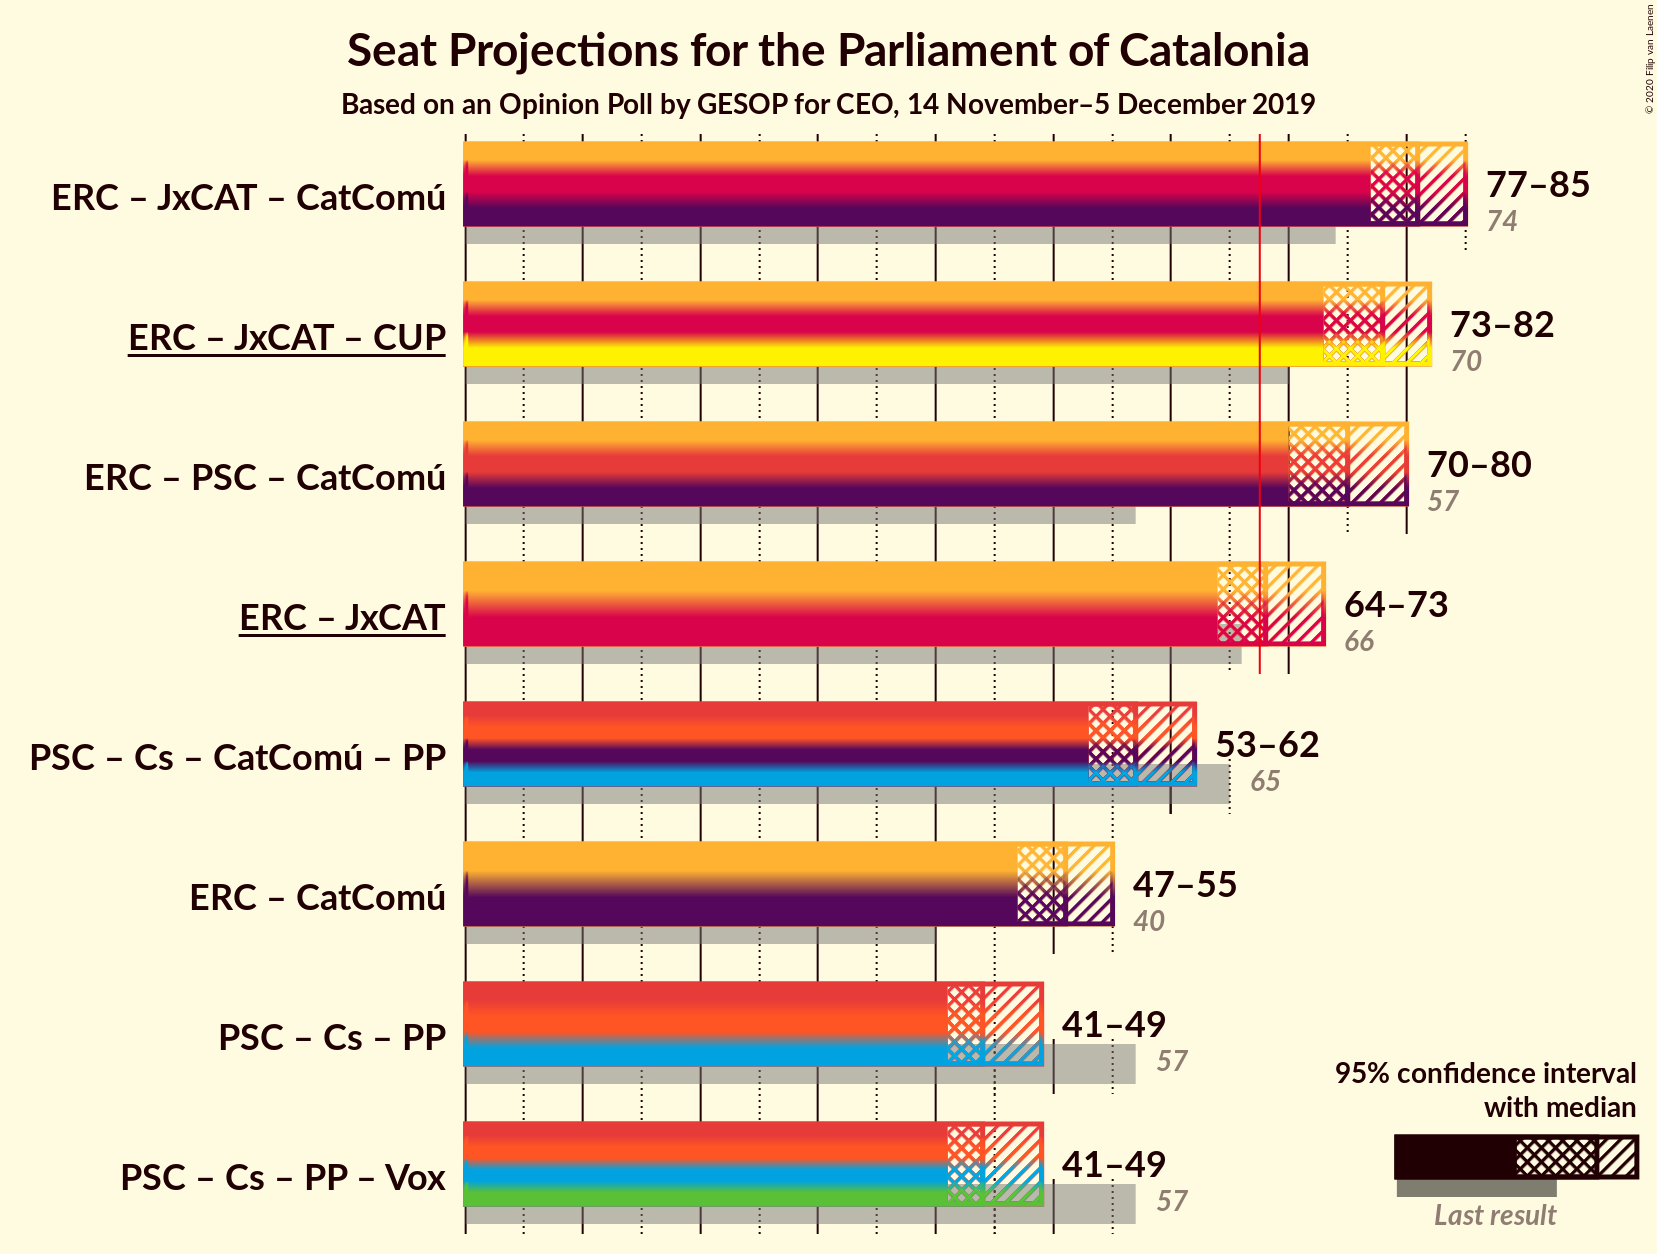 Seat Projections for the Parliament of Catalonia
Based on an Opinion Poll by GESOP for CEO, 14 November–5 December 2019
© 2020 Filip van Laenen
ERC – JxCAT – CatComú
77–85
74
ERC – JxCAT – CUP
73–82
70
ERC – PSC – CatComú
70–80
57
ERC – JxCAT
64–73
66
PSC – Cs – CatComú – PP
53–62
65
ERC – CatComú
47–55
40
PSC – Cs – PP
41–49
57
PSC – Cs – PP – Vox
41–49
57
95% confidence interval
with median
Last result